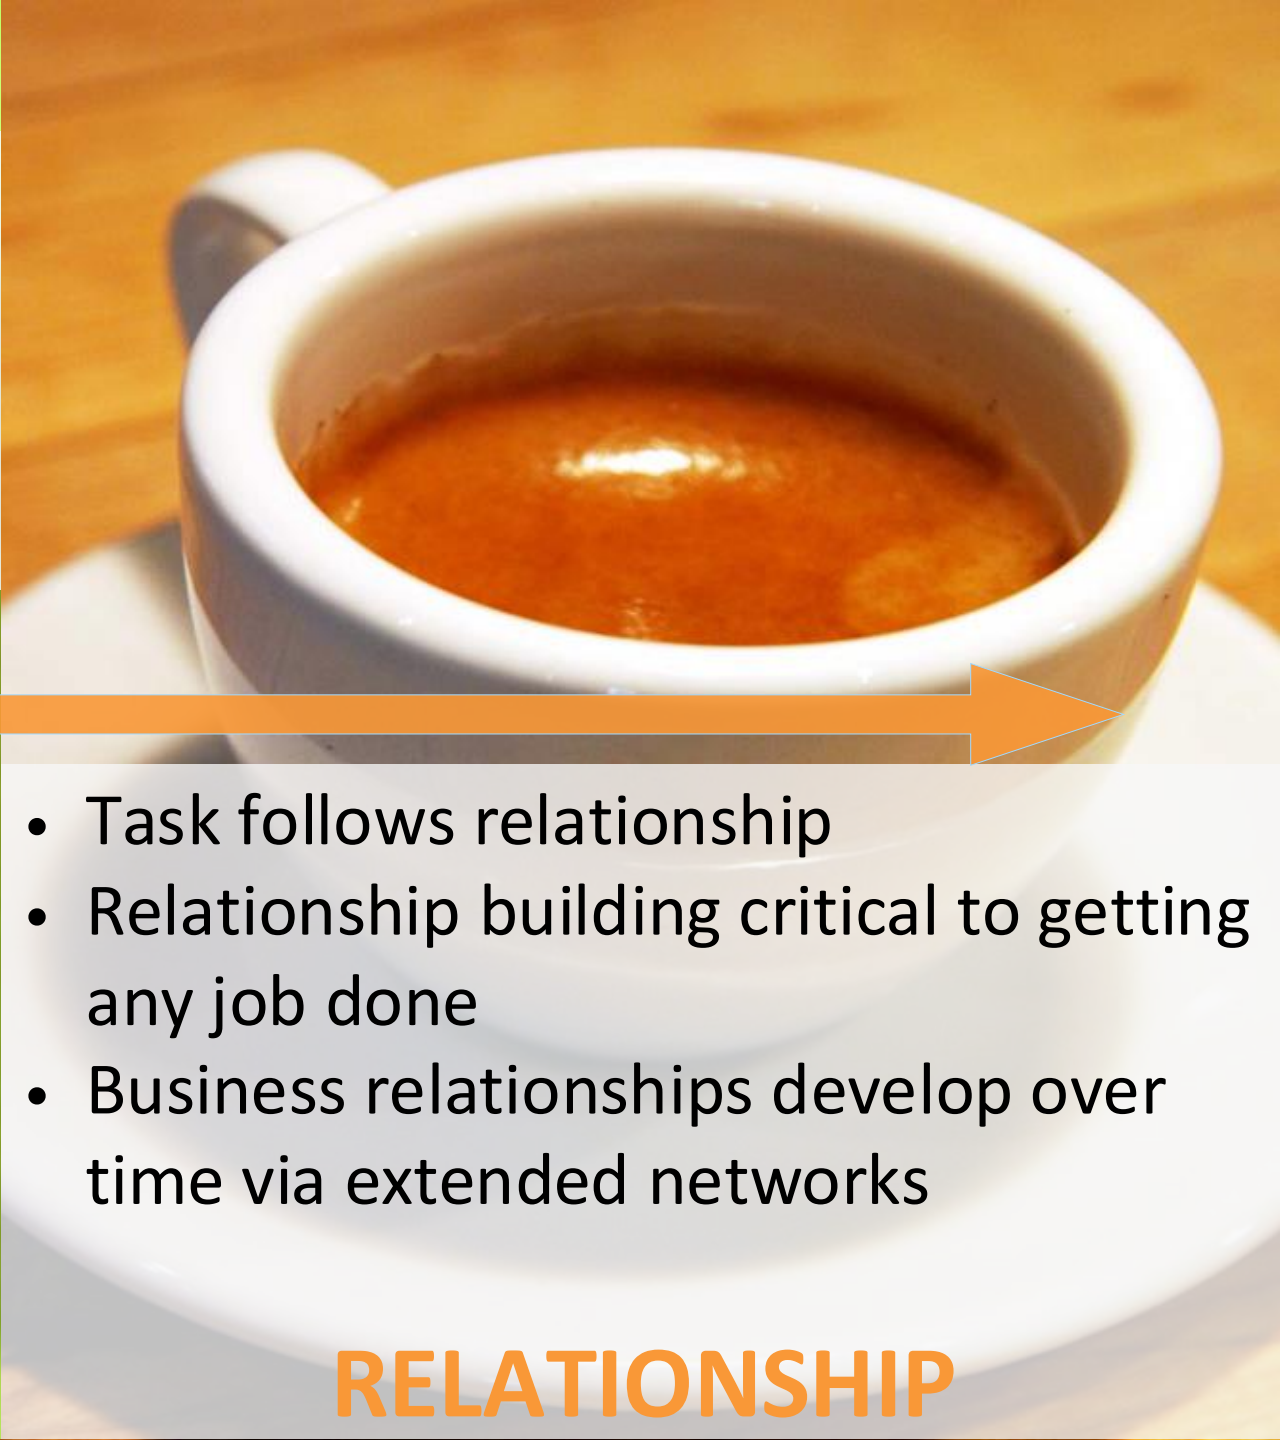 • Task follows relationship
• Relationship building critical to getting
any job done
• Business relationships develop over
time via extended networks
RELATIONSHIP